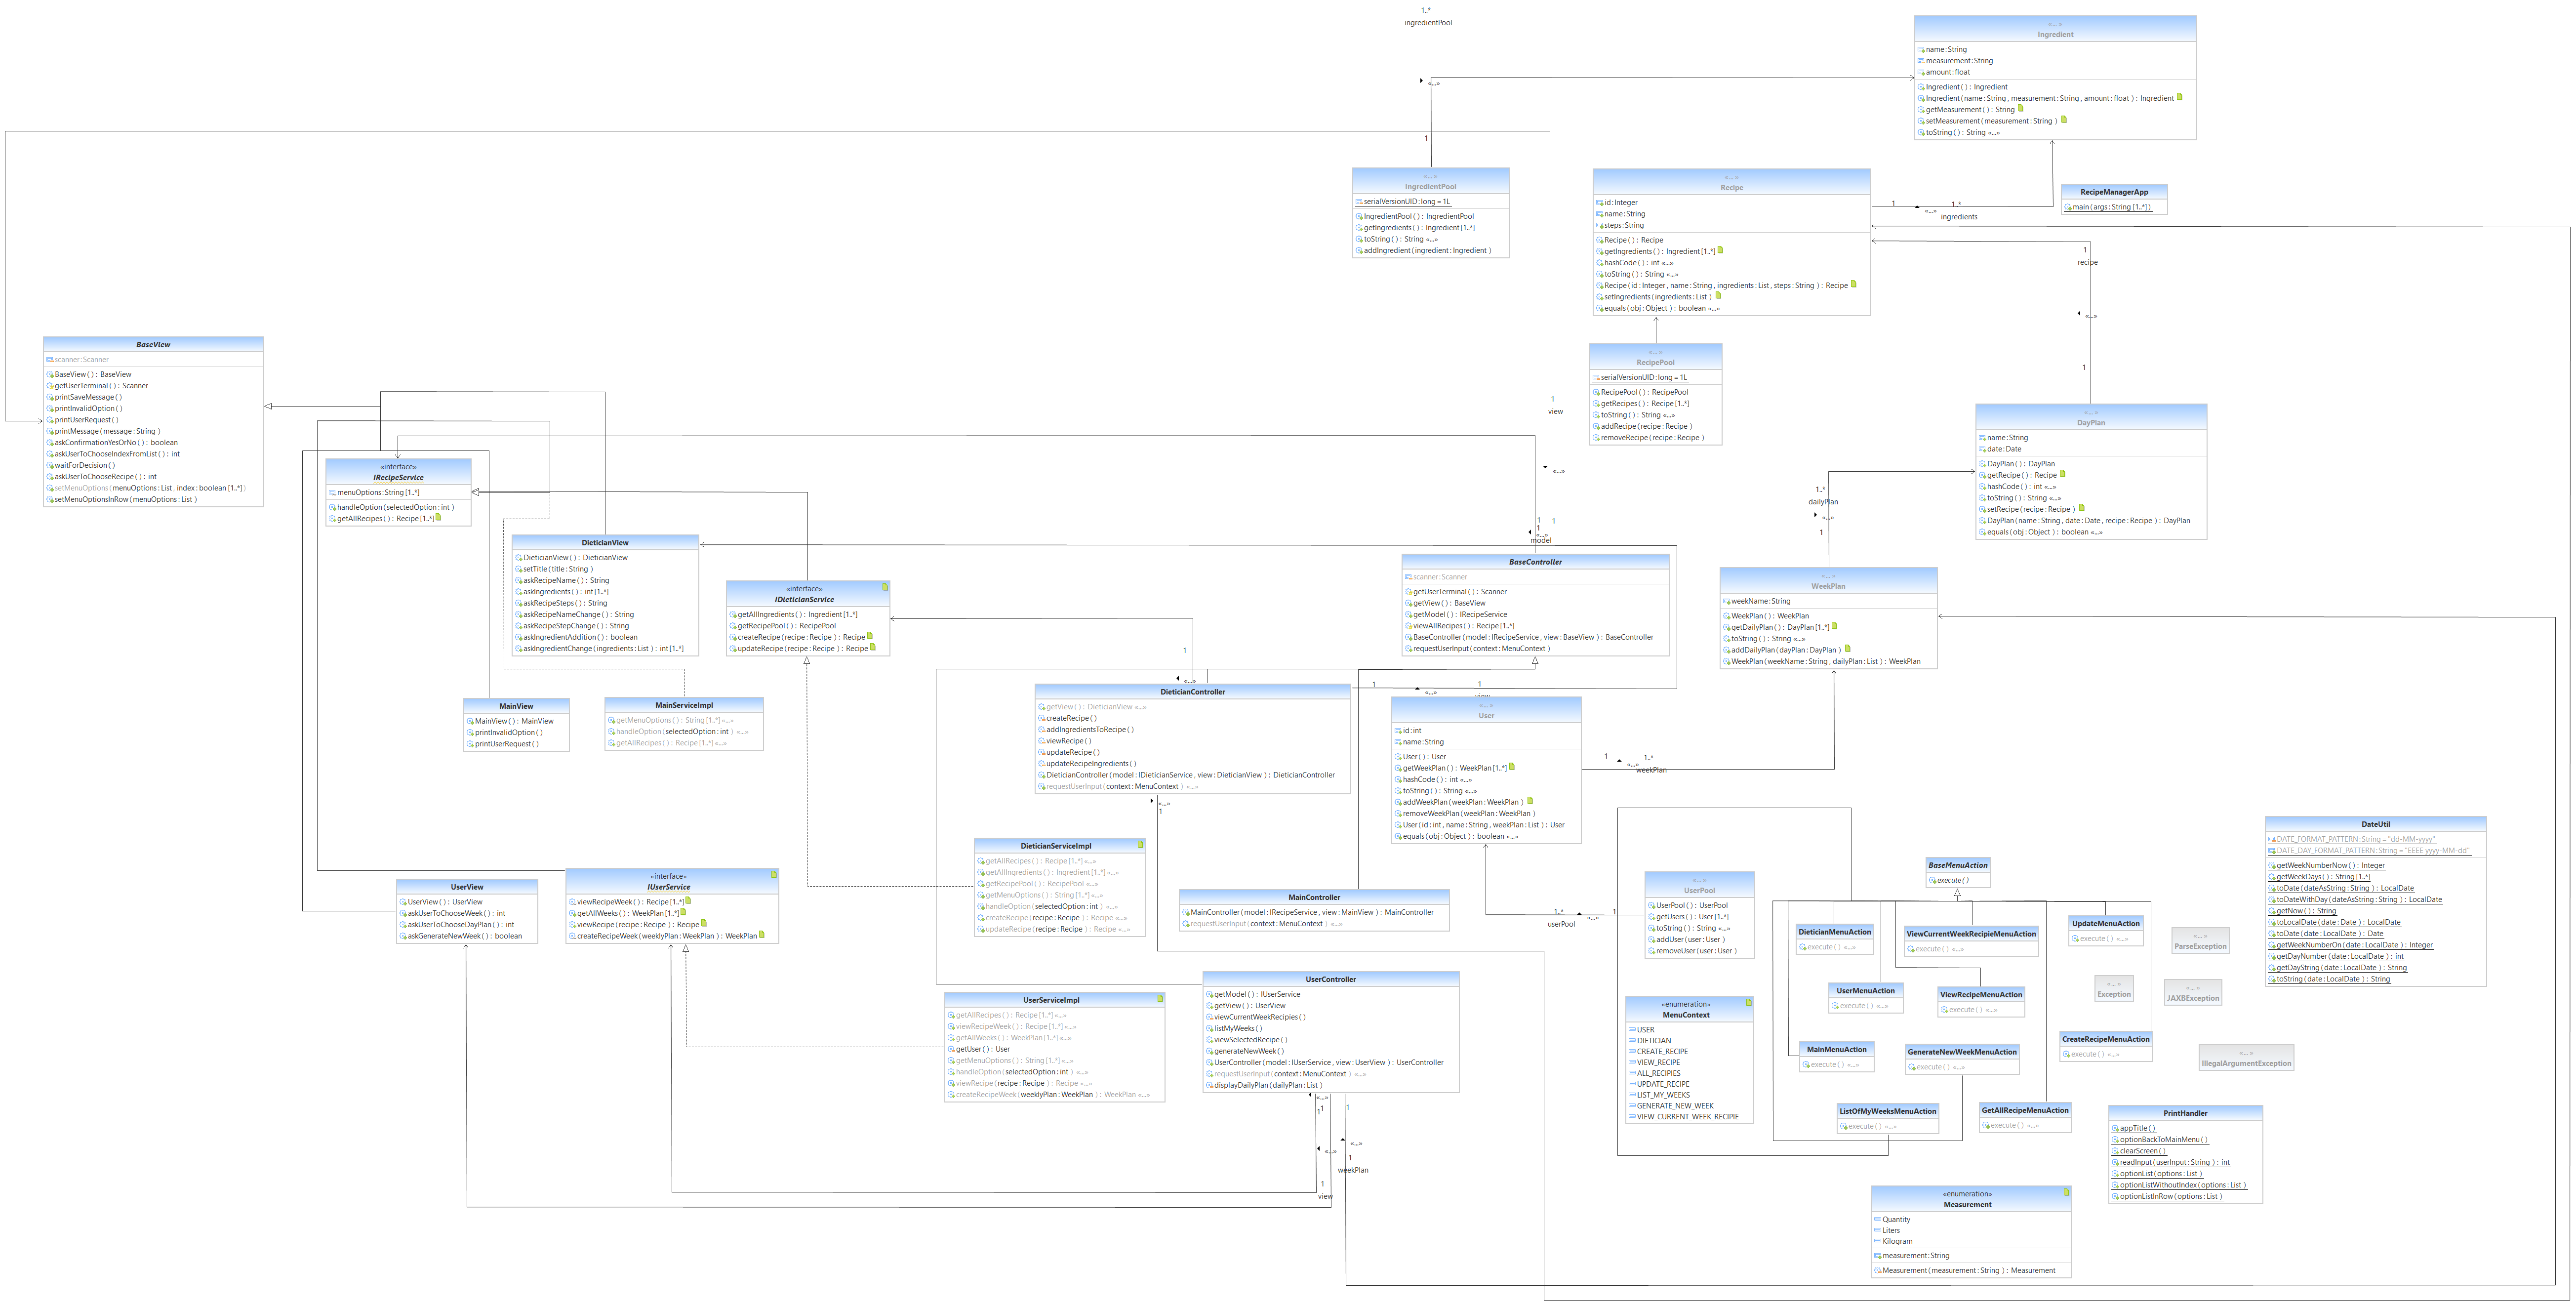 1..*
ingredientPool
«...»
1
«... »
Ingredient
name:String
measurement:String
amount:float
Ingredient( ): Ingredient
Ingredient(name:String, measurement:String, amount:float ): Ingredient
getMeasurement( ): String
setMeasurement(measurement:String )
toString( ): String «...»
«... »
IngredientPool
serialVersionUID:long = 1L
IngredientPool( ): IngredientPool
getIngredients( ): Ingredient[1..*]
toString( ): String «...»
addIngredient(ingredient:Ingredient )
«... »
Recipe
id:Integer
name:String
steps:String
Recipe( ): Recipe
getIngredients( ): Ingredient[1..*]
hashCode( ): int «...»
toString( ): String «...»
Recipe(id:Integer, name:String, ingredients:List, steps:String ): Recipe
setIngredients(ingredients:List )
equals(obj:Object ): boolean «...»
1
«...»
1..*
ingredients
RecipeManagerApp
main(args:String[1..*])
1
recipe
«...»
1
«... »
RecipePool
serialVersionUID:long = 1L
RecipePool( ): RecipePool
getRecipes( ): Recipe[1..*]
toString( ): String «...»
addRecipe(recipe:Recipe )
removeRecipe(recipe:Recipe )
BaseView
scanner:Scanner
BaseView( ): BaseView
getUserTerminal( ): Scanner
printSaveMessage( )
printInvalidOption( )
printUserRequest( )
printMessage(message:String )
askConfirmationYesOrNo( ): boolean
askUserToChooseIndexFromList( ): int
waitForDecision( )
askUserToChooseRecipe( ): int
setMenuOptions(menuOptions:List, index:boolean[1..*])
setMenuOptionsInRow(menuOptions:List )
«interface»
IRecipeService
menuOptions:String[1..*]
handleOption(selectedOption:int )
getAllRecipes( ): Recipe[1..*]
1
view
«...»
1
1
1
«...»
model
«... »
DayPlan
name:String
date:Date
DayPlan( ): DayPlan
getRecipe( ): Recipe
hashCode( ): int «...»
toString( ): String «...»
setRecipe(recipe:Recipe )
DayPlan(name:String, date:Date, recipe:Recipe ): DayPlan
equals(obj:Object ): boolean «...»
1..*
dailyPlan
«...»
1
DieticianView
DieticianView( ): DieticianView
setTitle(title:String )
askRecipeName( ): String
askIngredients( ): int[1..*]
askRecipeSteps( ): String
askRecipeNameChange( ): String
askRecipeStepChange( ): String
askIngredientAddition( ): boolean
askIngredientChange(ingredients:List ): int[1..*]
«interface»
IDieticianService
getAllIngredients( ): Ingredient[1..*]
getRecipePool( ): RecipePool
createRecipe(recipe:Recipe ): Recipe
updateRecipe(recipe:Recipe ): Recipe
BaseController
scanner:Scanner
getUserTerminal( ): Scanner
getView( ): BaseView
getModel( ): IRecipeService
viewAllRecipes( ): Recipe[1..*]
BaseController(model:IRecipeService, view:BaseView ): BaseController
requestUserInput(context:MenuContext )
«... »
WeekPlan
weekName:String
WeekPlan( ): WeekPlan
getDailyPlan( ): DayPlan[1..*]
toString( ): String «...»
addDailyPlan(dayPlan:DayPlan )
WeekPlan(weekName:String, dailyPlan:List ): WeekPlan
1
«...»
MainView
MainView( ): MainView
printInvalidOption( )
printUserRequest( )
MainServiceImpl
getMenuOptions( ): String[1..*] «...»
handleOption(selectedOption:int ) «...»
getAllRecipes( ): Recipe[1..*] «...»
DieticianController
getView( ): DieticianView «...»
createRecipe( )
addIngredientsToRecipe( )
viewRecipe( )
updateRecipe( )
updateRecipeIngredients( )
DieticianController(model:IDieticianService, view:DieticianView ): DieticianController
requestUserInput(context:MenuContext ) «...»
1
«...»
1
view
«...»
1
«... »
User
id:int
name:String
User( ): User
getWeekPlan( ): WeekPlan[1..*]
hashCode( ): int «...»
toString( ): String «...»
addWeekPlan(weekPlan:WeekPlan )
removeWeekPlan(weekPlan:WeekPlan )
User(id:int, name:String, weekPlan:List ): User
equals(obj:Object ): boolean «...»
1
«...»
1..*
weekPlan
DieticianServiceImpl
getAllRecipes( ): Recipe[1..*] «...»
getAllIngredients( ): Ingredient[1..*] «...»
getRecipePool( ): RecipePool «...»
getMenuOptions( ): String[1..*] «...»
handleOption(selectedOption:int ) «...»
createRecipe(recipe:Recipe ): Recipe «...»
updateRecipe(recipe:Recipe ): Recipe «...»
MainController
MainController(model:IRecipeService, view:MainView ): MainController
requestUserInput(context:MenuContext ) «...»
1..*
userPool
«...»
1
«... »
UserPool
UserPool( ): UserPool
getUsers( ): User[1..*]
toString( ): String «...»
addUser(user:User )
removeUser(user:User )
UserView
UserView( ): UserView
askUserToChooseWeek( ): int
askUserToChooseDayPlan( ): int
askGenerateNewWeek( ): boolean
«interface»
IUserService
viewRecipeWeek( ): Recipe[1..*]
getAllWeeks( ): WeekPlan[1..*]
viewRecipe(recipe:Recipe ): Recipe
createRecipeWeek(weeklyPlan:WeekPlan ): WeekPlan
UserServiceImpl
getAllRecipes( ): Recipe[1..*] «...»
viewRecipeWeek( ): Recipe[1..*] «...»
getAllWeeks( ): WeekPlan[1..*] «...»
getUser( ): User
getMenuOptions( ): String[1..*] «...»
handleOption(selectedOption:int ) «...»
viewRecipe(recipe:Recipe ): Recipe «...»
createRecipeWeek(weeklyPlan:WeekPlan ): WeekPlan «...»
UserController
getModel( ): IUserService
getView( ): UserView
viewCurrentWeekRecipies( )
listMyWeeks( )
viewSelectedRecipe( )
generateNewWeek( )
UserController(model:IUserService, view:UserView ): UserController
requestUserInput(context:MenuContext ) «...»
displayDailyPlan(dailyPlan:List )
«...»
1
1
1
«...»
«...»
1
weekPlan
1
view
«enumeration»
MenuContext
USER
DIETICIAN
CREATE_RECIPE
VIEW_RECIPE
ALL_RECIPIES
UPDATE_RECIPE
LIST_MY_WEEKS
GENERATE_NEW_WEEK
VIEW_CURRENT_WEEK_RECIPIE
BaseMenuAction
execute( )
DieticianMenuAction
execute( ) «...»
ViewCurrentWeekRecipieMenuAction
execute( ) «...»
UpdateMenuAction
execute( ) «...»
UserMenuAction
execute( ) «...»
ViewRecipeMenuAction
execute( ) «...»
MainMenuAction
execute( ) «...»
GenerateNewWeekMenuAction
execute( ) «...»
CreateRecipeMenuAction
execute( ) «...»
ListOfMyWeeksMenuAction
execute( ) «...»
GetAllRecipeMenuAction
execute( ) «...»
«... »
ParseException
«... »
Exception
«... »
JAXBException
«... »
IllegalArgumentException
DateUtil
DATE_FORMAT_PATTERN:String = "dd-MM-yyyy"
DATE_DAY_FORMAT_PATTERN:String = "EEEE yyyy-MM-dd"
getWeekNumberNow( ): Integer
getWeekDays( ): String[1..*]
toDate(dateAsString:String ): LocalDate
toDateWithDay(dateAsString:String ): LocalDate
getNow( ): String
toLocalDate(date:Date ): LocalDate
toDate(date:LocalDate ): Date
getWeekNumberOn(date:LocalDate ): Integer
getDayNumber(date:LocalDate ): int
getDayString(date:LocalDate ): String
toString(date:LocalDate ): String
PrintHandler
appTitle( )
optionBackToMainMenu( )
clearScreen( )
readInput(userInput:String ): int
optionList(options:List )
optionListWithoutIndex(options:List )
optionListInRow(options:List )
«enumeration»
Measurement
Quantity
Liters
Kilogram
measurement:String
Measurement(measurement:String ): Measurement